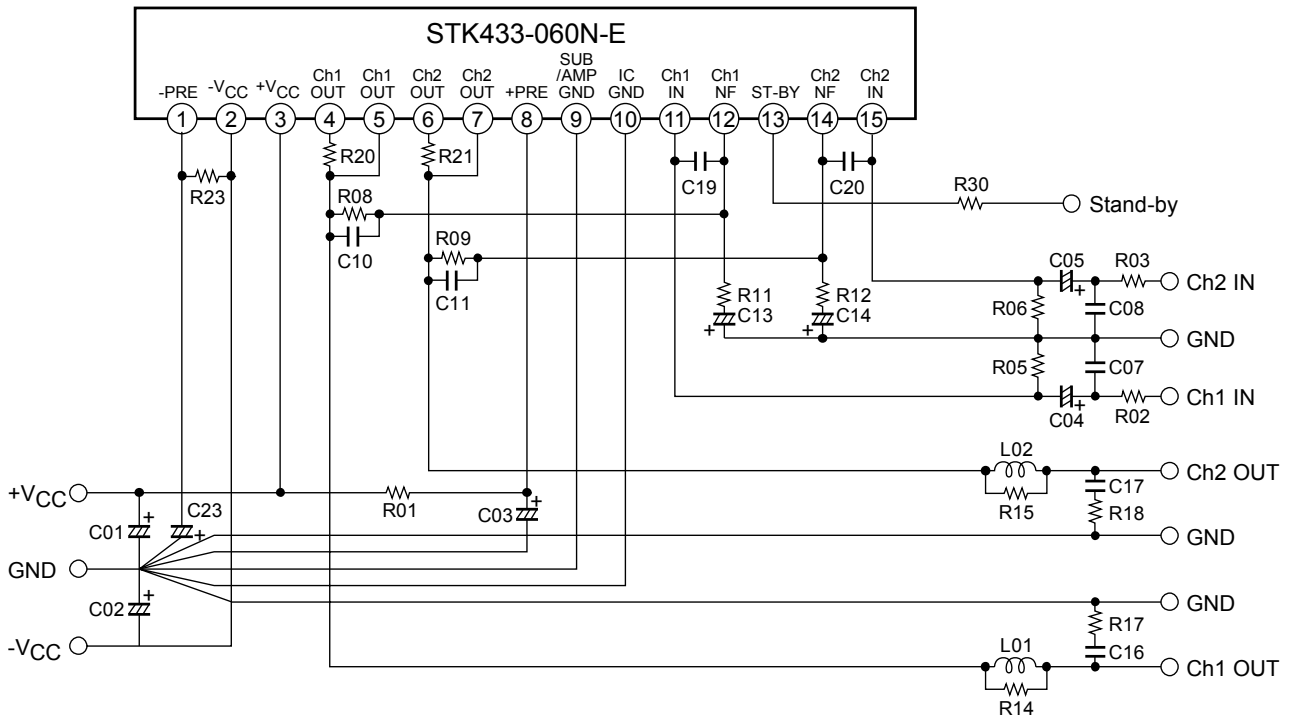 STK433-060N-E
-PRE
-VCC
+VCC
Ch1
OUT
Ch1
OUT
Ch2
OUT
Ch2
OUT
+PRE
SUB
/AMP
GND
IC
GND
Ch1
IN
Ch1
NF
ST-BY
Ch2
NF
Ch2
IN
1 2 3 4 5 6 7 8 9 10 11 12 13 14 15
R20
R21
C19
C20
R23
R30
Stand-by
R08
C10
R09
C11
C05
R03
Ch2 IN
R11
C13
+
R12
C14
+
R06
+
C08
GND
R05
C07
C04
+
R02
Ch1 IN
L02
R15
Ch2 OUT
C17
R18
GND
+VCC
R01
C01
+
C23
+
C03
+
GND
C02
+
-VCC
GND
R17
C16
L01
R14
Ch1 OUT